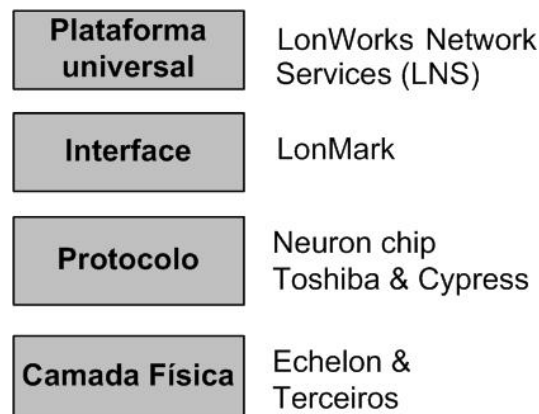 Plataforma
universal
LonWorks Network
Services (LNS)
Interface
LonMark
Protocolo
Neuron chip
Toshiba & Cypress
Camada Física
Echelon &
Terceiros